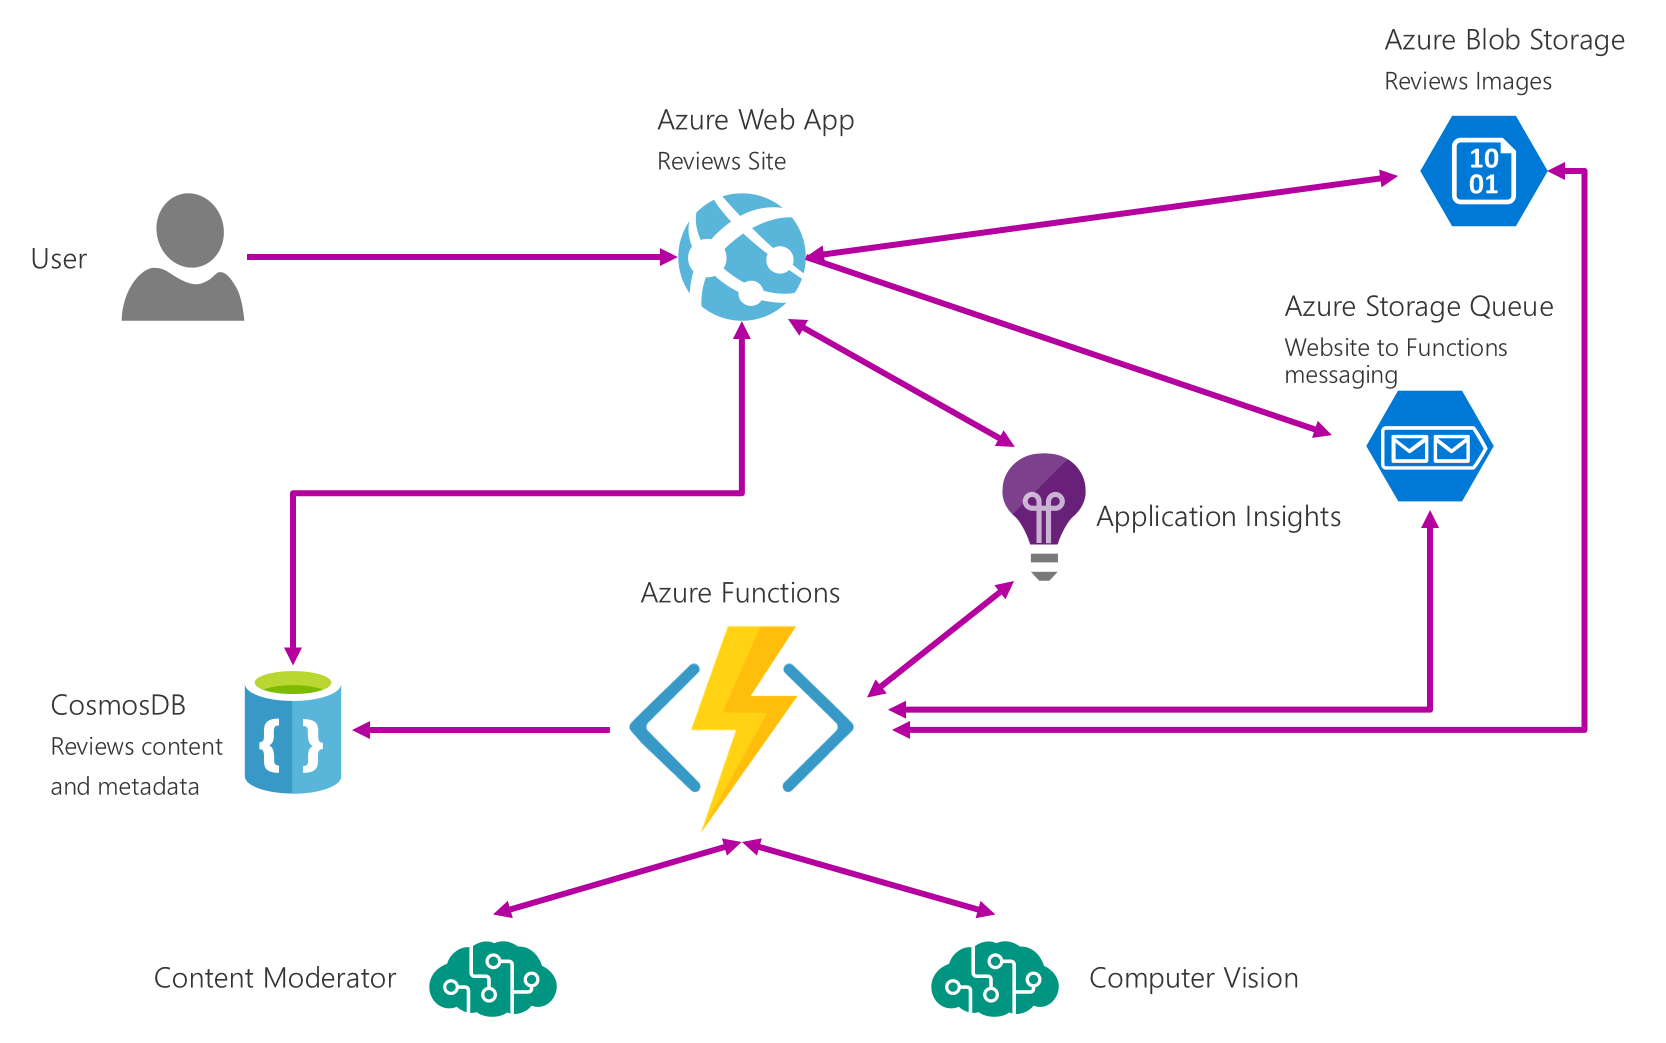 Azure Blob Storage
Reviews Images
10
01
Azure Web App
Reviews Site
User
Azure Storage Queue
Website to Functions
messaging
Application Insights
Azure Functions
CosmosDB
Reviews content
and metadata
{ }
Content Moderator
Computer Vision